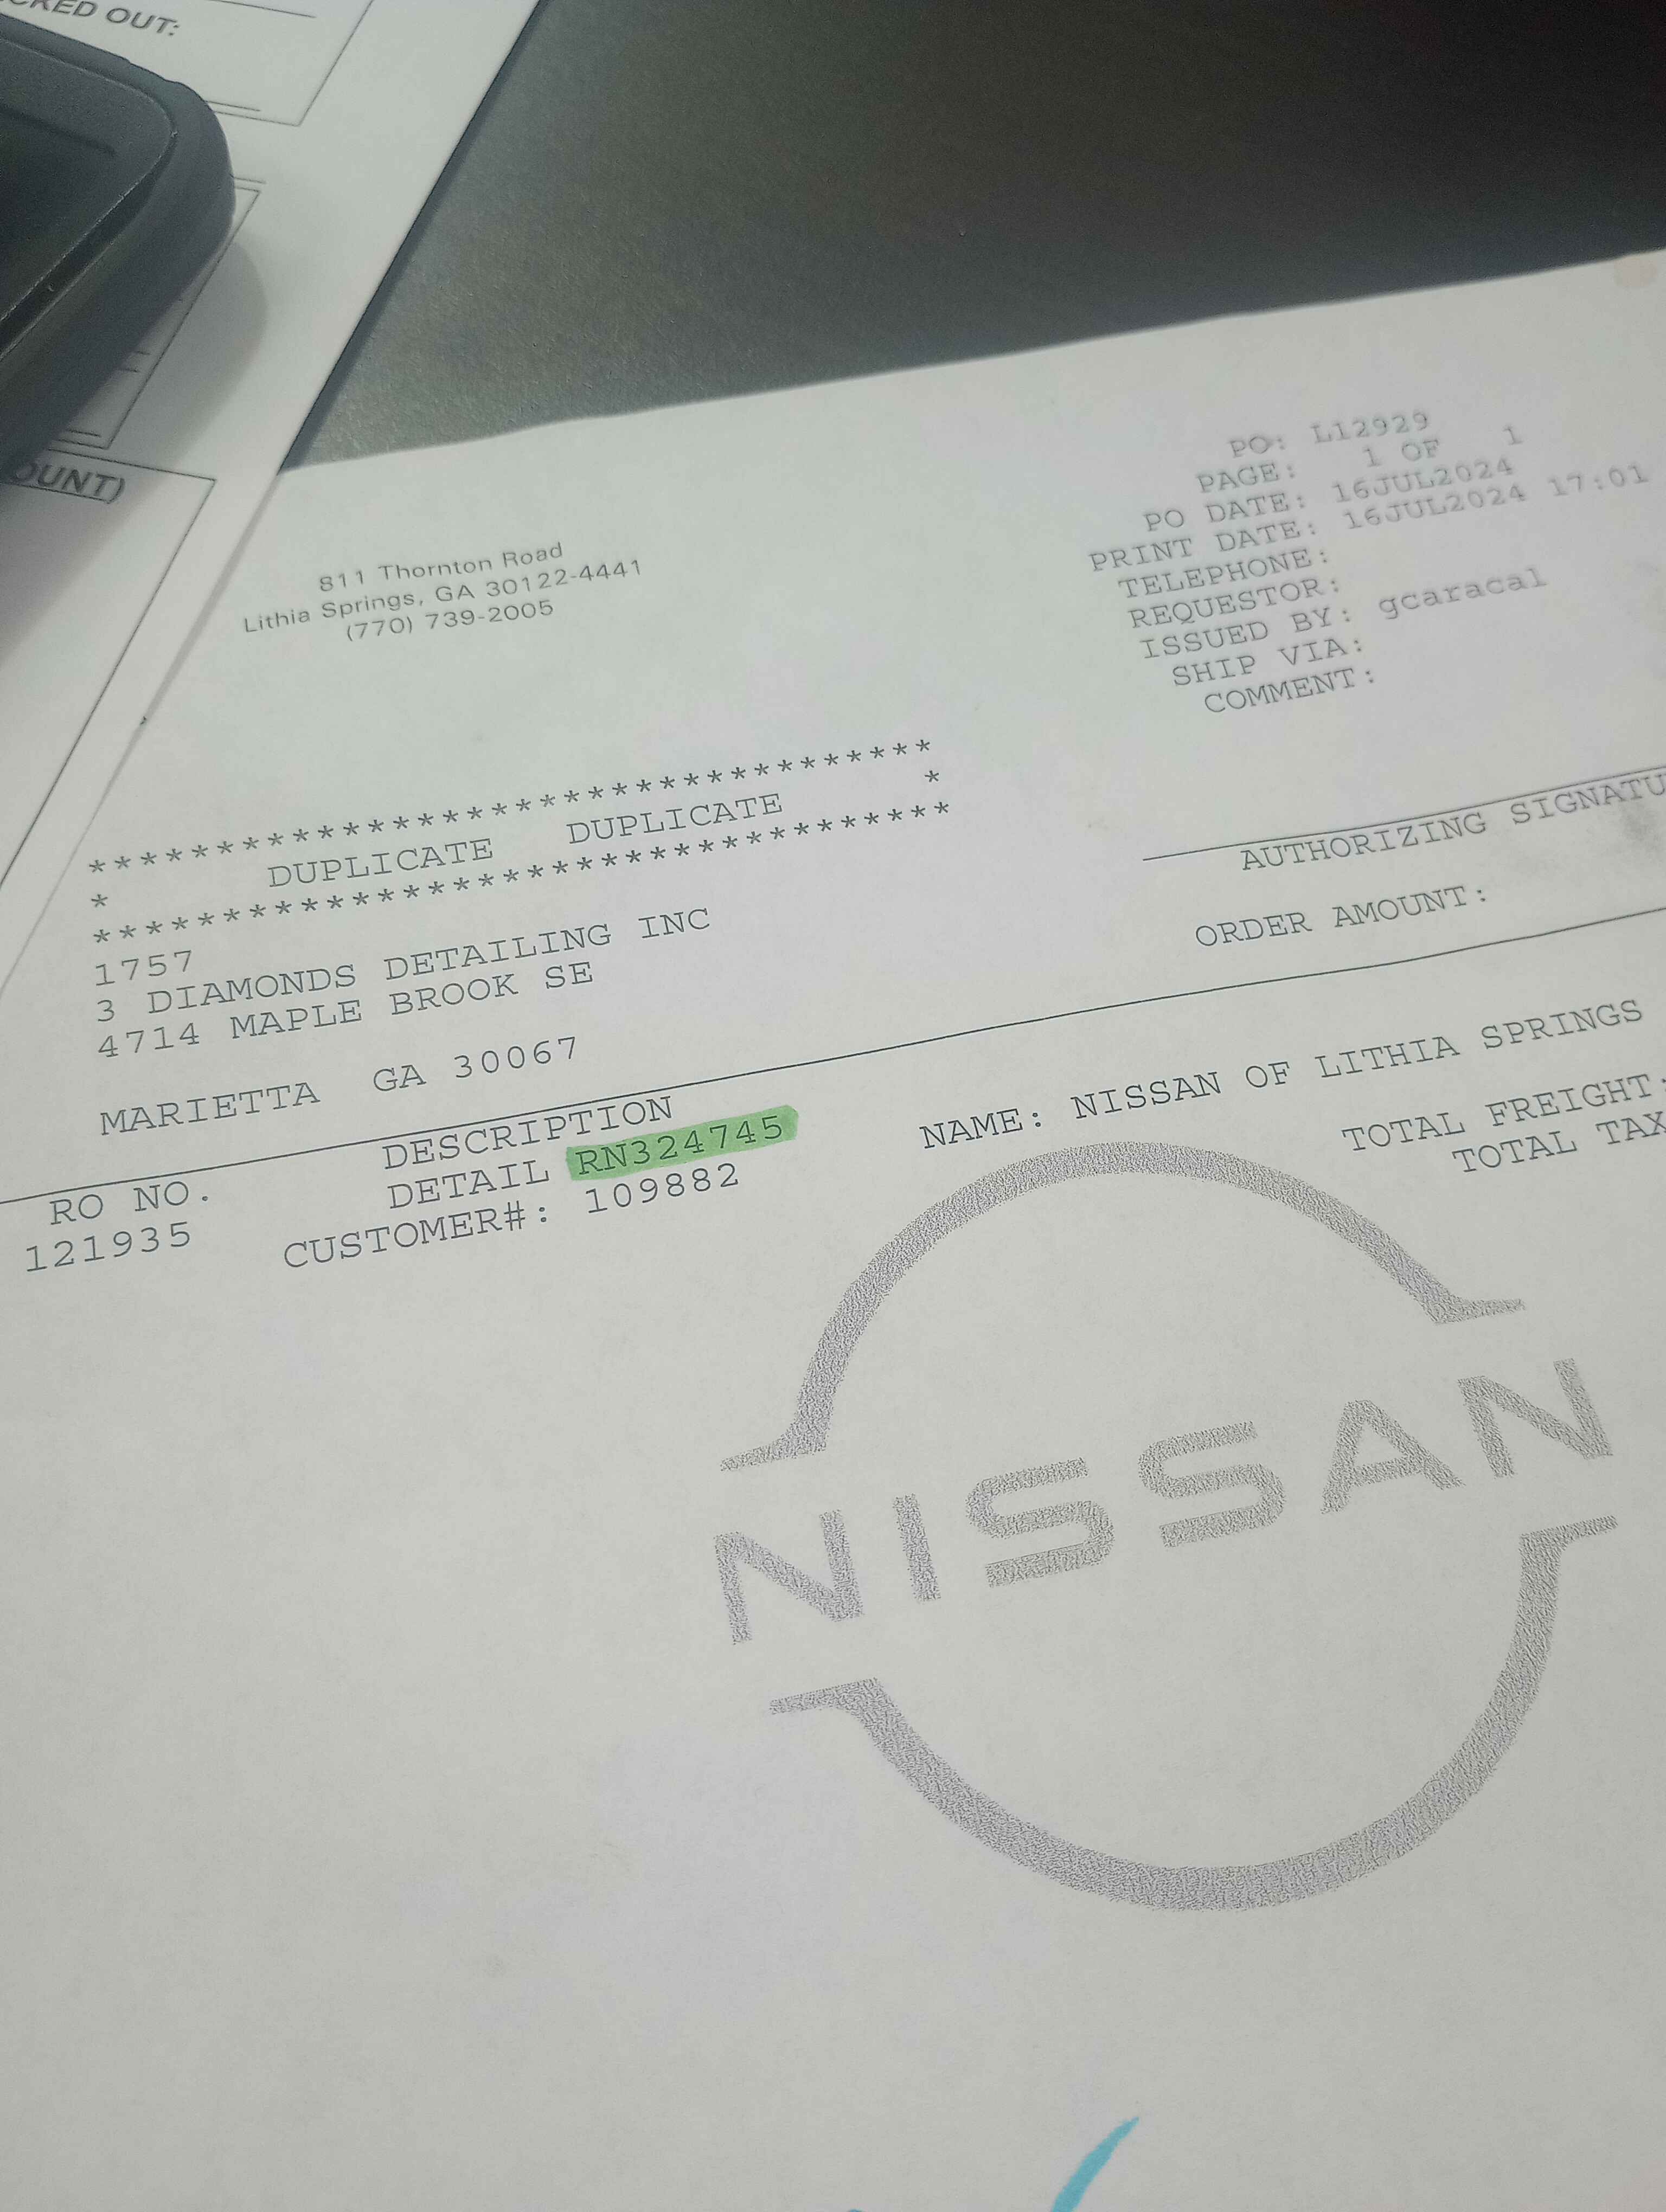 OUT:
OUNT)
811 Thornton Road
Lithia Springs, GA 30122-4441
(770) 739-2005
PO: L12929
PAGE: 1 OF 1
PO DATE: 16JUL2024
PRINT DATE: 16JUL2024 17:01
TELEPHONE:
REQUESTOR:
ISSUED BY: gcaracal
SHIP VIA:
COMMENT:
*********************************
* DUPLICATE DUPLICATE *
*********************************
1757
3 DIAMONDS DETAILING INC
4714 MAPLE BROOK SE
MARIETTA GA 30067
AUTHORIZING SIGNATU
ORDER AMOUNT:
RO NO.
121935
DESCRIPTION
DETAIL RN324745
CUSTOMER#: 109882
NAME: NISSAN OF LITHIA SPRINGS
TOTAL FREIGHT:
TOTAL TAX
NISSAN